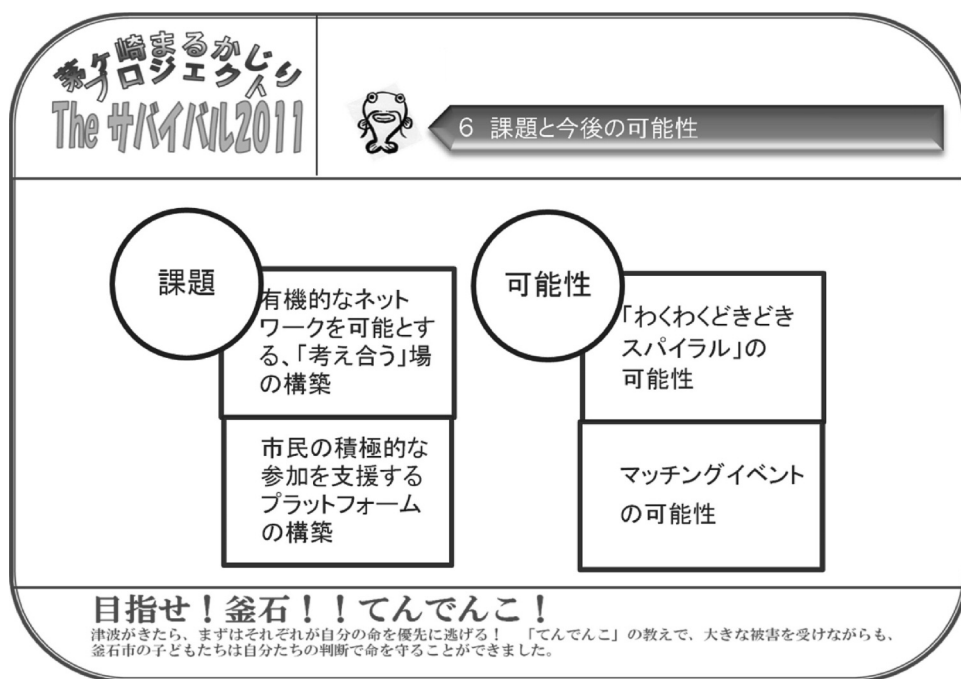 茅ヶ崎まるかじり
プロジェクト
The サバイバル2011
6 課題と今後の可能性
課題
有機的なネット
ワークを可能とす
る、「考え合う」場
の構築
市民の積極的な
参加を支援する
プラットフォーム
の構築
可能性
「わくわくどきどき
スパイラル」の
可能性
マッチングイベント
の可能性
目指せ！釜石！！てんでんこ！
津波がきたら、まずはそれぞれが自分の命を優先に逃げる！　「てんでんこ」の教えで、大きな被害を受けながらも、
釜石市の子どもたちは自分たちの判断で命を守ることができました。